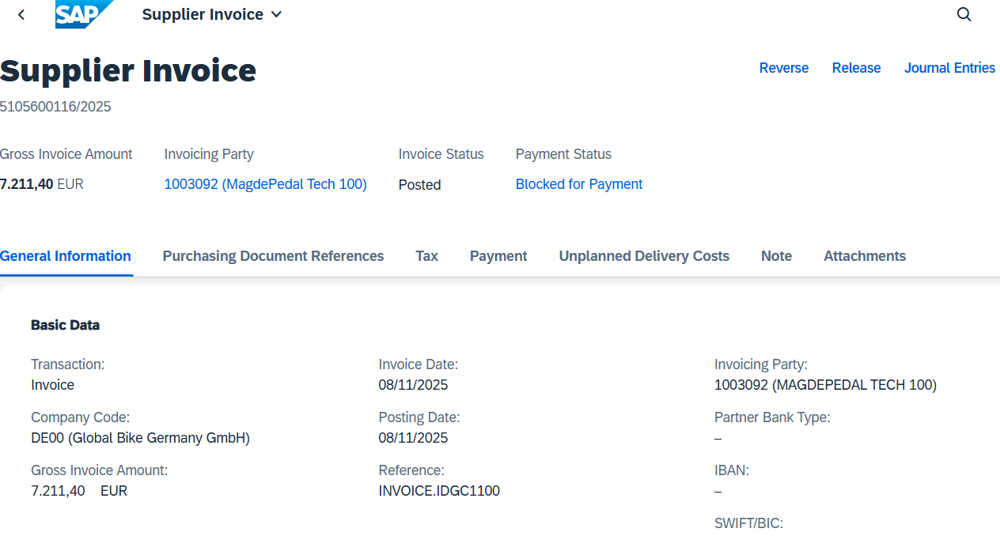 SAP Supplier Invoice
Supplier Invoice
Reverse Release Journal Entries
5105600116/2025
Gross Invoice Amount Invoicing Party Invoice Status Payment Status
7.211,40 EUR 1003092 (MagdePedal Tech 100) Posted Blocked for Payment
General Information Purchasing Document References Tax Payment Unplanned Delivery Costs Note Attachments
Basic Data
Transaction: Invoice Date: Invoicing Party:
Invoice 08/11/2025 1003092 (MAGDEPEDAL TECH 100)
Company Code: Posting Date: Partner Bank Type:
DE00 (Global Bike Germany GmbH) 08/11/2025 –
Gross Invoice Amount: Reference: IBAN:
7.211,40 EUR INVOICE.IDGC1100 –
SWIFT/BIC: